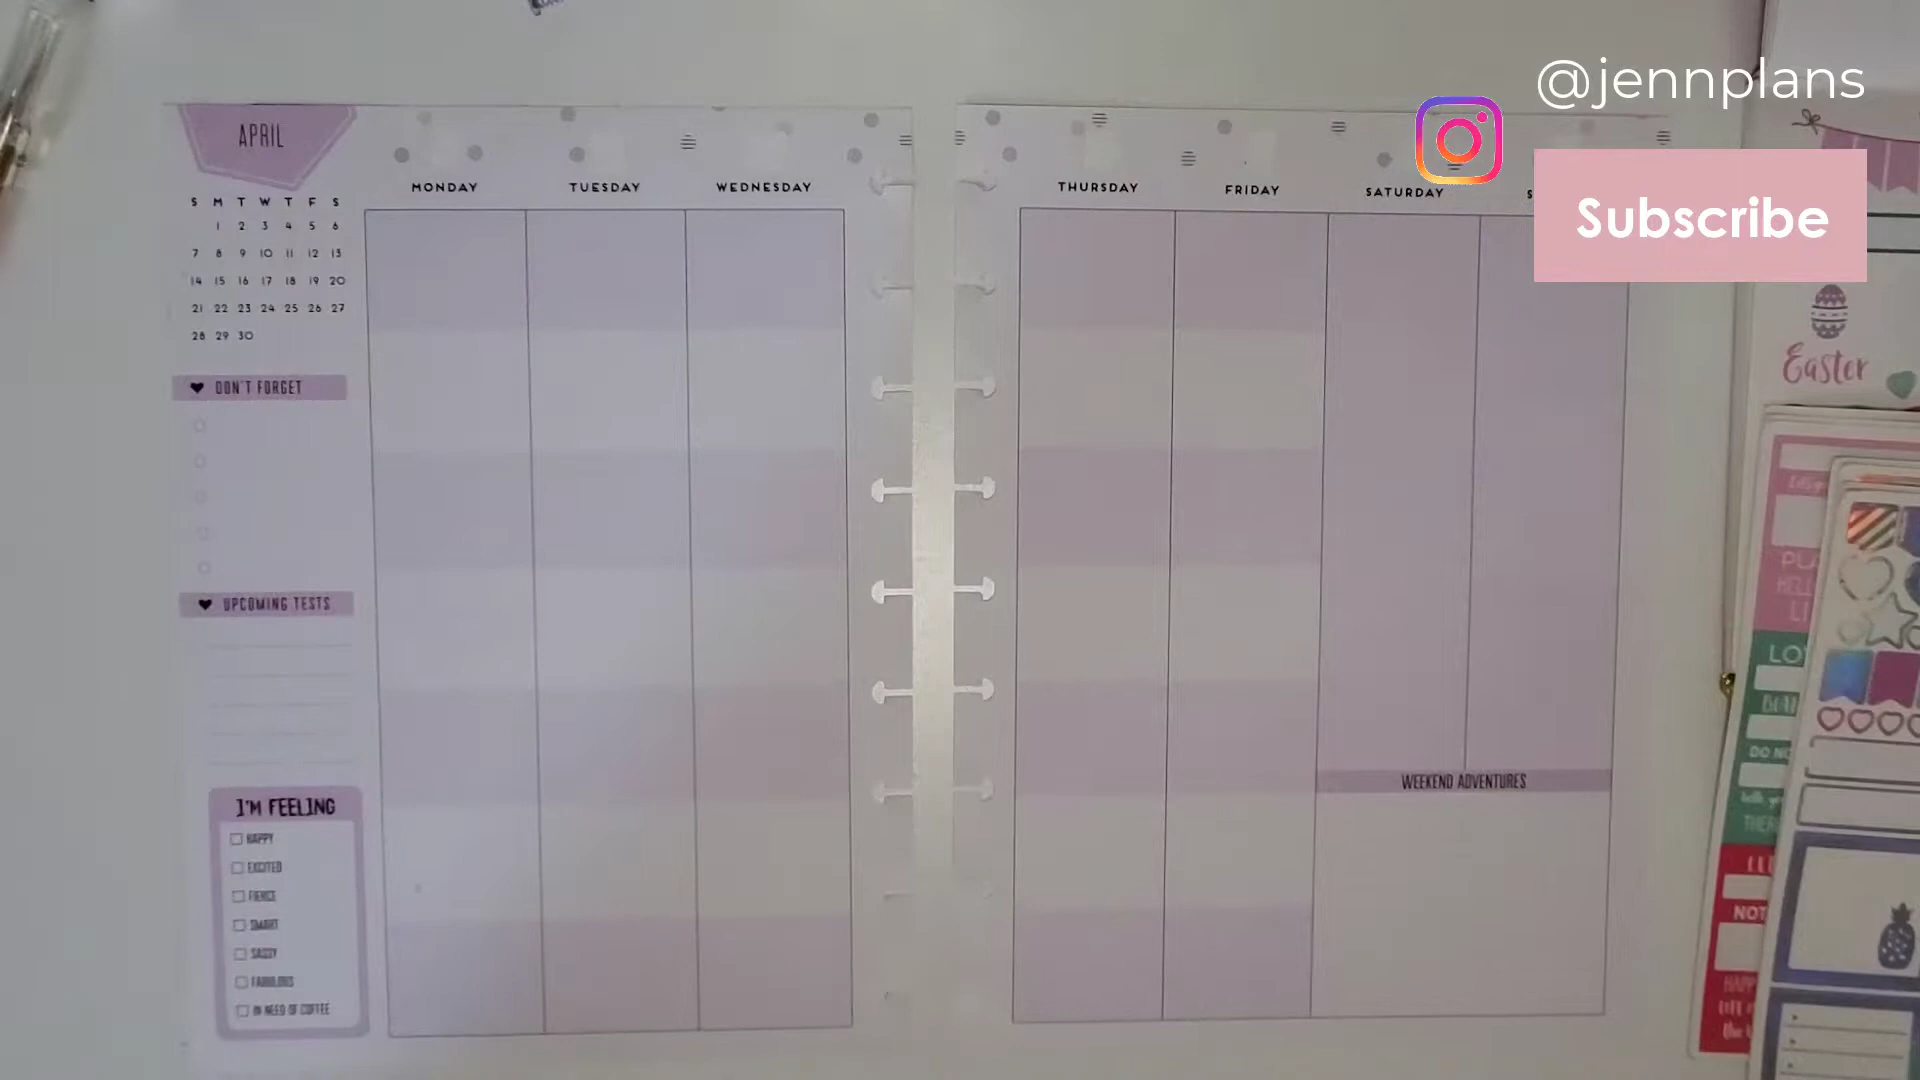 @jennplans
Subscribe
APRIL
S M T W T F S
1 2 3 4 5 6
7 8 9 10 11 12 13
14 15 16 17 18 19 20
21 22 23 24 25 26 27
28 29 30
DON'T FORGET
UPCOMING TESTS
I'M FEELING
HAPPY
EXCITED
FIERCE
SMART
SASSY
FABULOUS
IN NEED OF COFFEE
MONDAY TUESDAY WEDNESDAY
THURSDAY FRIDAY SATURDAY
WEEKEND ADVENTURES
Easter